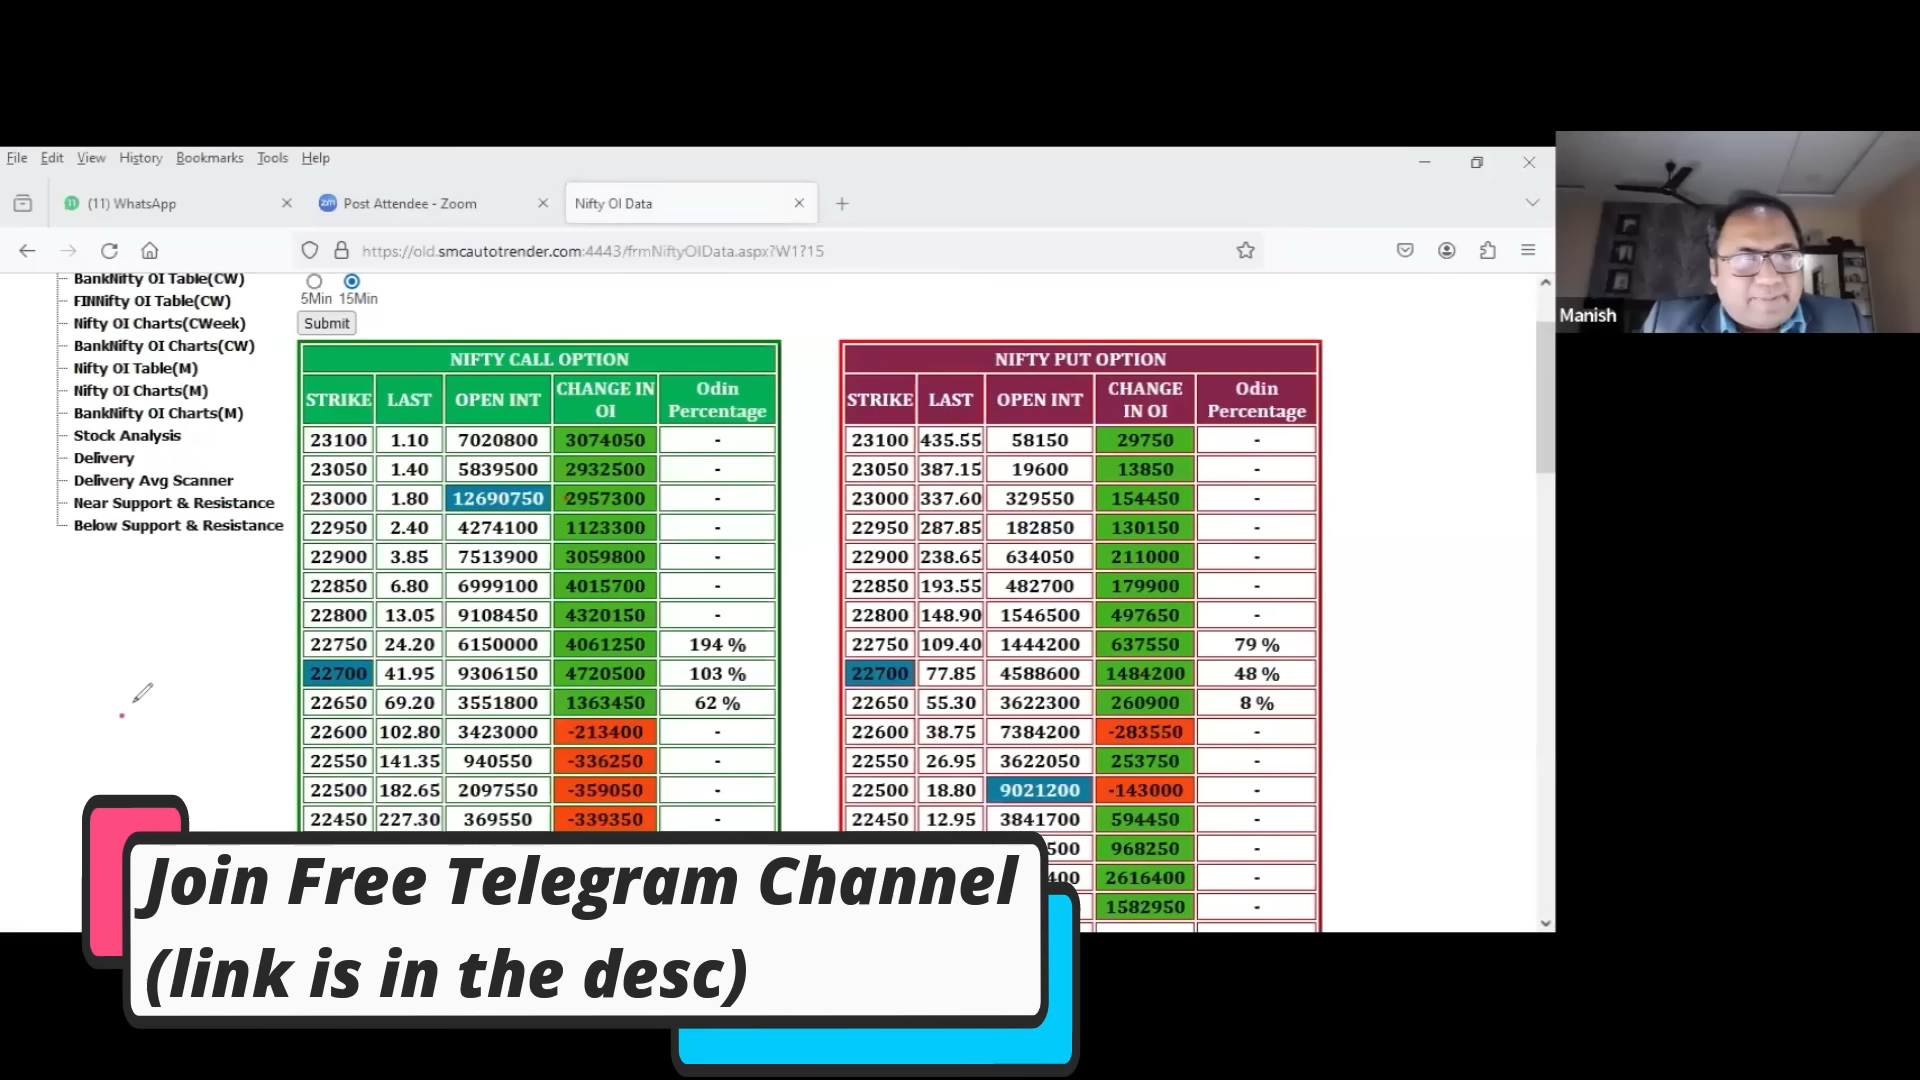 File Edit View History Bookmarks Tools Help
(11) WhatsApp
Post Attendee - Zoom
Nifty OI Data
https://old.smcautotrender.com:4443/frmNiftyOIData.aspx?W1?15
BankNifty OI Table(CW)
FINNifty OI Table(CW)
Nifty OI Charts(CWeek)
BankNifty OI Charts(CW)
Nifty OI Table(M)
Nifty OI Charts(M)
BankNifty OI Charts(M)
Stock Analysis
Delivery
Delivery Avg Scanner
Near Support & Resistance
Below Support & Resistance
5Min 15Min
Submit
NIFTY CALL OPTION
STRIKE LAST OPEN INT CHANGE IN OI Odin Percentage
23100 1.10 7020800 3074050 -
23050 1.40 5839500 2932500 -
23000 1.80 12690750 2957300 -
22950 2.40 4274100 1123300 -
22900 3.85 7513900 3059800 -
22850 6.80 6999100 4015700 -
22800 13.05 9108450 4320150 -
22750 24.20 6150000 4061250 194 %
22700 41.95 9306150 4720500 103 %
22650 69.20 3551800 1363450 62 %
22600 102.80 3423000 -213400 -
22550 141.35 940550 -336250 -
22500 182.65 2097550 -359050 -
22450 227.30 369550 -339350 -
NIFTY PUT OPTION
STRIKE LAST OPEN INT CHANGE IN OI Odin Percentage
23100 435.55 58150 29750 -
23050 387.15 19600 13850 -
23000 337.60 329550 154450 -
22950 287.85 182850 130150 -
22900 238.65 634050 211000 -
22850 193.55 482700 179900 -
22800 148.90 1546500 497650 -
22750 109.40 1444200 637550 79 %
22700 77.85 4588600 1484200 48 %
22650 55.30 3622300 260900 8 %
22600 38.75 7384200 -283550 -
22550 26.95 3622050 253750 -
22500 18.80 9021200 -143000 -
22450 12.95 3841700 594450 -
500 968250 -
400 2616400 -
1582950 -
Manish
Join Free Telegram Channel
(link is in the desc)